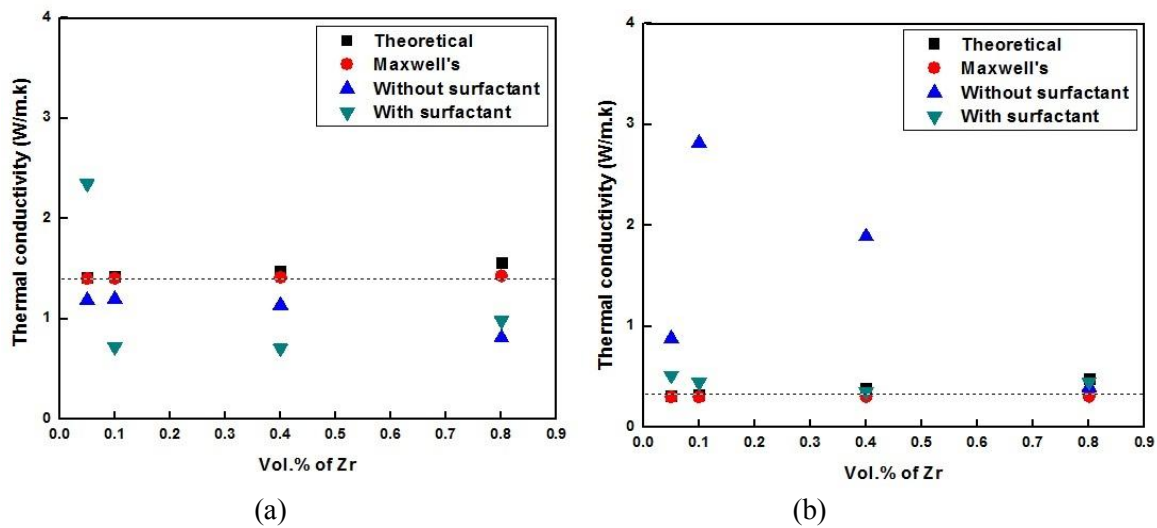 4
3
2
1
0
Thermal conductivity (W/m.k)
Theoretical
Maxwell's
Without surfactant
With surfactant
0.0 0.1 0.2 0.3 0.4 0.5 0.6 0.7 0.8 0.9
Vol.% of Zr
(a)
4
3
2
1
0
Thermal conductivity (W/m.k)
Theoretical
Maxwell's
Without surfactant
With surfactant
0.0 0.1 0.2 0.3 0.4 0.5 0.6 0.7 0.8 0.9
Vol.% of Zr
(b)